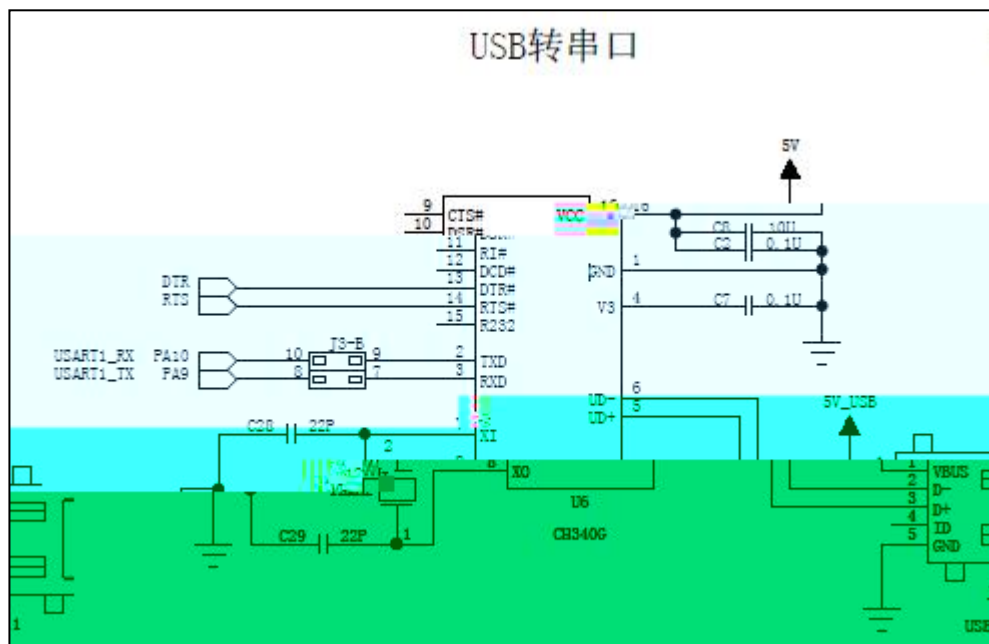 USB转串口
5V
9 CTS# VCC
10
C8 10U
C2 0.1U
11 RI#
12 DCD# GND 1
DTR 13 DTR#
RTS 14 RTS# V3 4 C7 0.1U
15 R232
J3-B
USART1_RX PA10 10 9 2 TXD
USART1_TX PA9 8 7 3 RXD
UD- 6
UD+ 5
5V_USB
C28 22P XI
2
8 XO
1 VBUS
2 D-
3 D+
4 ID
5 GND
U6
C29 22P 1 CH340G
1
USB